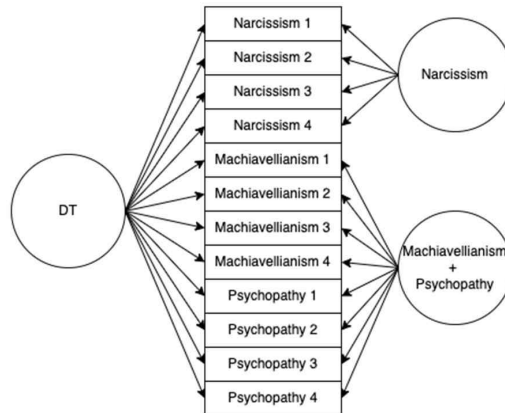 Narcissism 1
Narcissism 2
Narcissism 3
Narcissism 4
Machiavellianism 1
Machiavellianism 2
Machiavellianism 3
Machiavellianism 4
Psychopathy 1
Psychopathy 2
Psychopathy 3
Psychopathy 4
DT
Narcissism
Machiavellianism
+
Psychopathy